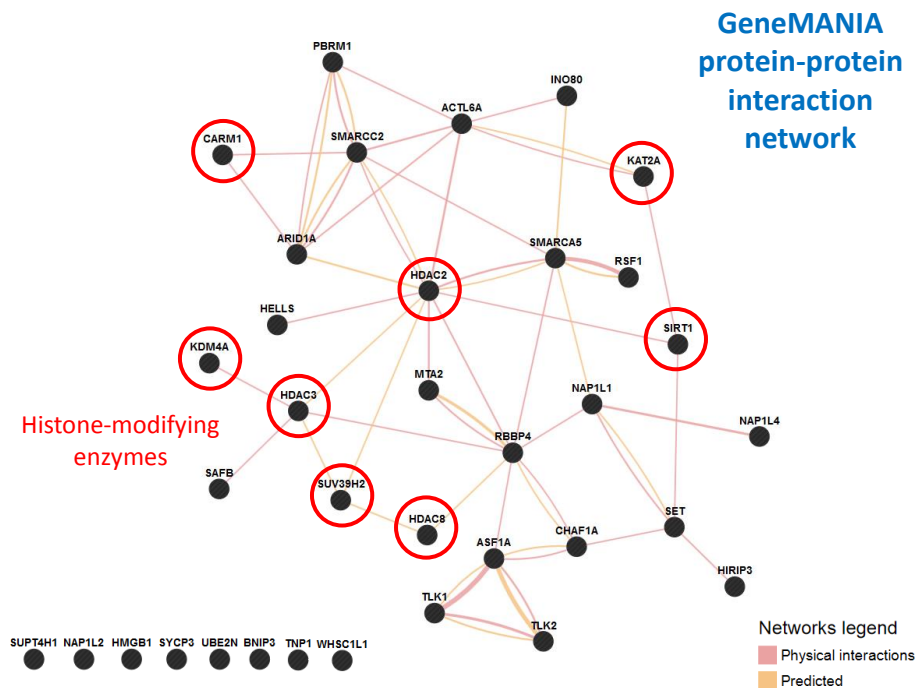 GeneMANIA
protein-protein
interaction
network
PBRM1
INO80
ACTL6A
CARM1
SMARCC2
KAT2A
ARID1A
SMARCA5
RSF1
HDAC2
HELLS
SIRT1
KDM4A
MTA2
HDAC3
NAP1L1
NAP1L4
Histone-modifying
enzymes
RBBP4
SAFB
SUV39H2
HDAC8
SET
CHAF1A
ASF1A
HIRIP3
TLK1
TLK2
SUPT4H1 NAP1L2 HMGB1 SYCP3 UBE2N BNIP3 TNP1 WHSC1L1
Networks legend
Physical interactions
Predicted